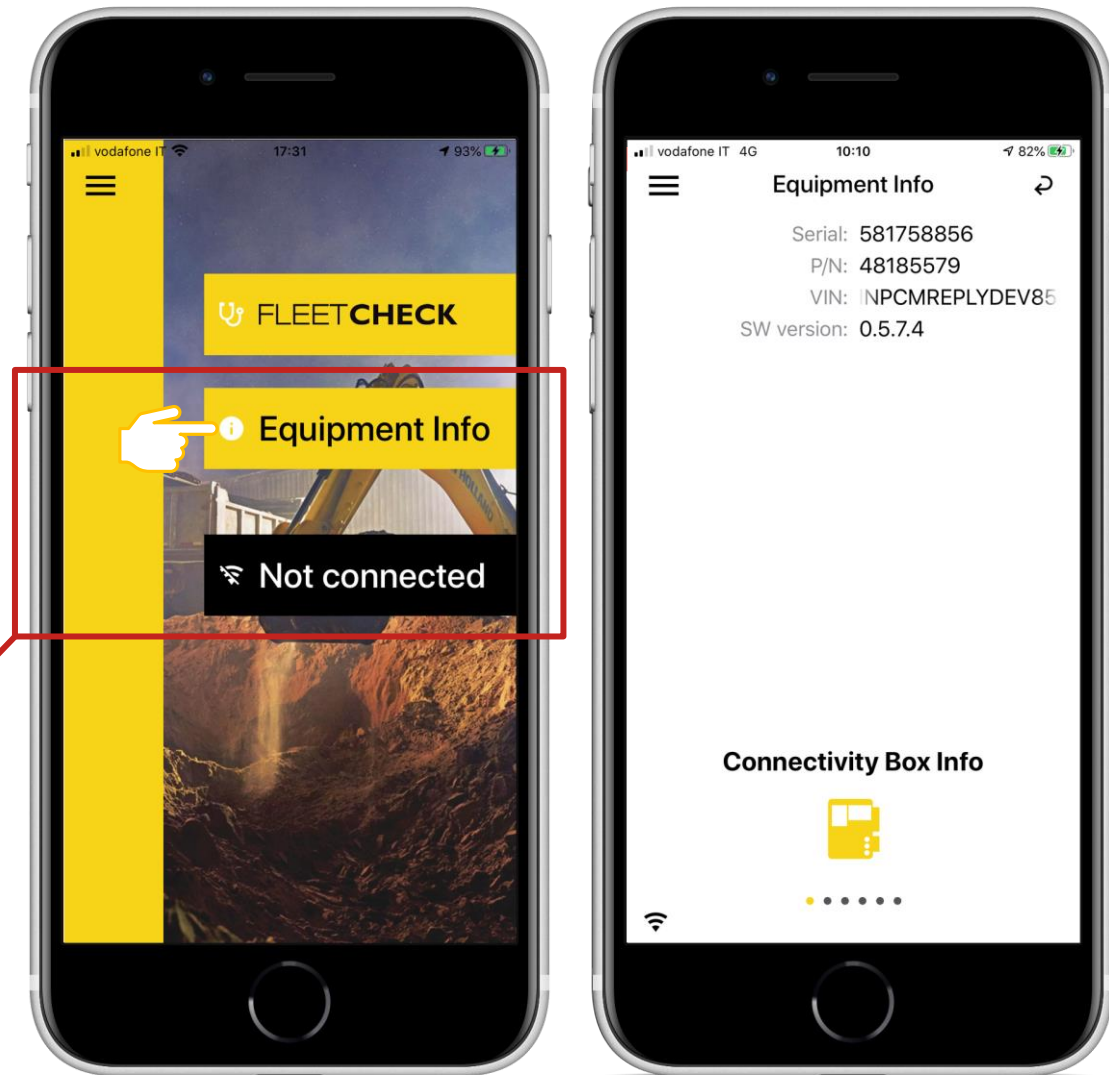 vodafone IT 17:31 93%
FLEETCHECK
Equipment Info
Not connected
vodafone IT 4G 10:10 82%
Equipment Info
Serial: 581758856
P/N: 48185579
VIN: NPCMREPLYDEV85
SW version: 0.5.7.4
Connectivity Box Info